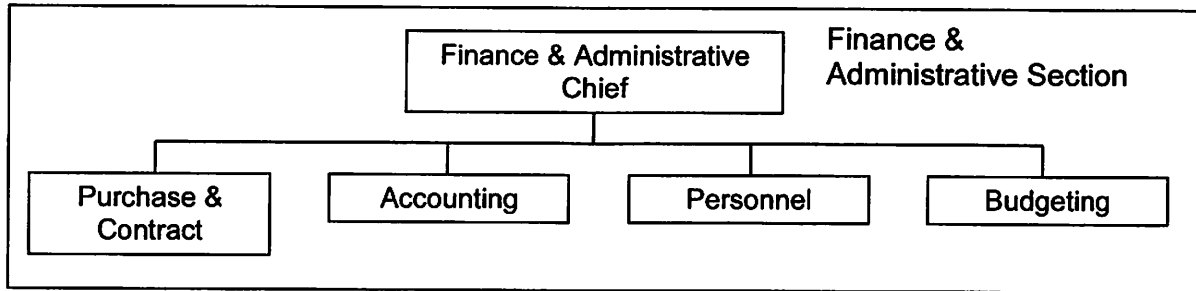 Finance & Administrative
Chief
Finance &
Administrative Section
Purchase &
Contract
Accounting
Personnel
Budgeting